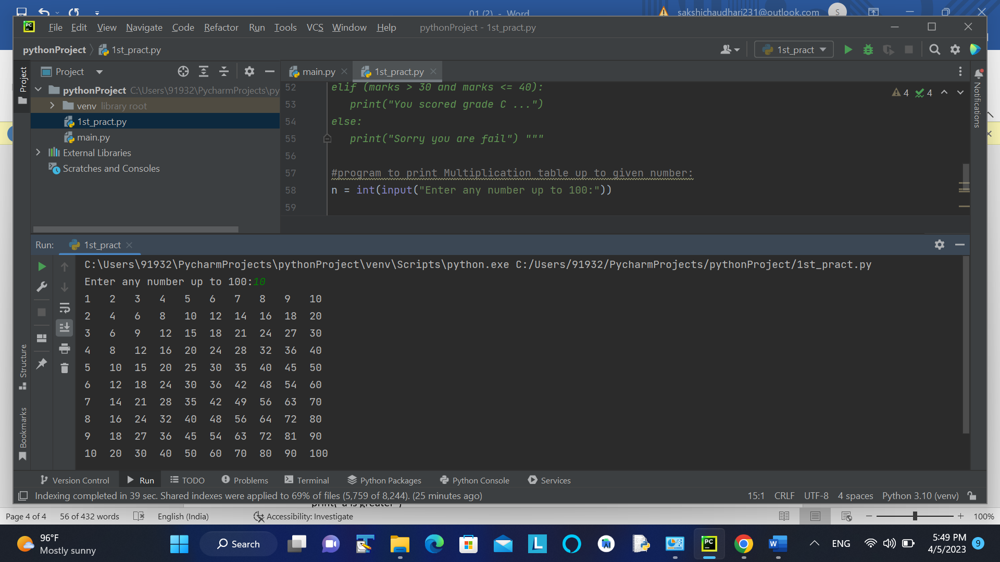 01 (2) - Word
sakshichaudhari231@outlook.com
S
PC File Edit View Navigate Code Refactor Run Tools VCS Window Help pythonProject - 1st_pract.py
pythonProject 1st_pract.py
1st_pract
Project
Project
main.py
1st_pract.py
Notifications
pythonProject C:\Users\91932\PycharmProjects\py
venv library root
1st_pract.py
main.py
External Libraries
Scratches and Consoles
4 4
52 elif (marks > 30 and marks <= 40):
53 print("You scored grade C ...")
54 else:
55 print("Sorry you are fail") """
56
57 #program to print Multiplication table up to given number:
58 n = int(input("Enter any number up to 100:"))
59
Run: 1st_pract
C:\Users\91932\PycharmProjects\pythonProject\venv\Scripts\python.exe C:/Users/91932/PycharmProjects/pythonProject/1st_pract.py
Enter any number up to 100:10
1 2 3 4 5 6 7 8 9 10
2 4 6 8 10 12 14 16 18 20
3 6 9 12 15 18 21 24 27 30
4 8 12 16 20 24 28 32 36 40
5 10 15 20 25 30 35 40 45 50
6 12 18 24 30 36 42 48 54 60
7 14 21 28 35 42 49 56 63 70
8 16 24 32 40 48 56 64 72 80
9 18 27 36 45 54 63 72 81 90
10 20 30 40 50 60 70 80 90 100
Structure
Bookmarks
Version Control Run TODO Problems Terminal Python Packages Python Console Services
Indexing completed in 39 sec. Shared indexes were applied to 69% of files (5,759 of 8,244). (25 minutes ago)
15:1 CRLF UTF-8 4 spaces Python 3.10 (venv)
print("a is greater")
Page 4 of 4 56 of 432 words English (India) Accessibility: Investigate 100%
96°F
Mostly sunny
Search
L
PC
W
ENG
5:49 PM
4/5/2023
9